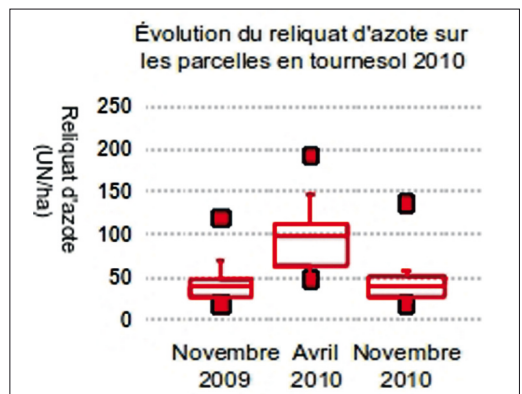 Évolution du reliquat d'azote sur
les parcelles en tournesol 2010
Reliquat d'azote
(UN/ha)
250
200
150
100
50
0
Novembre
2009
Avril
2010
Novembre
2010